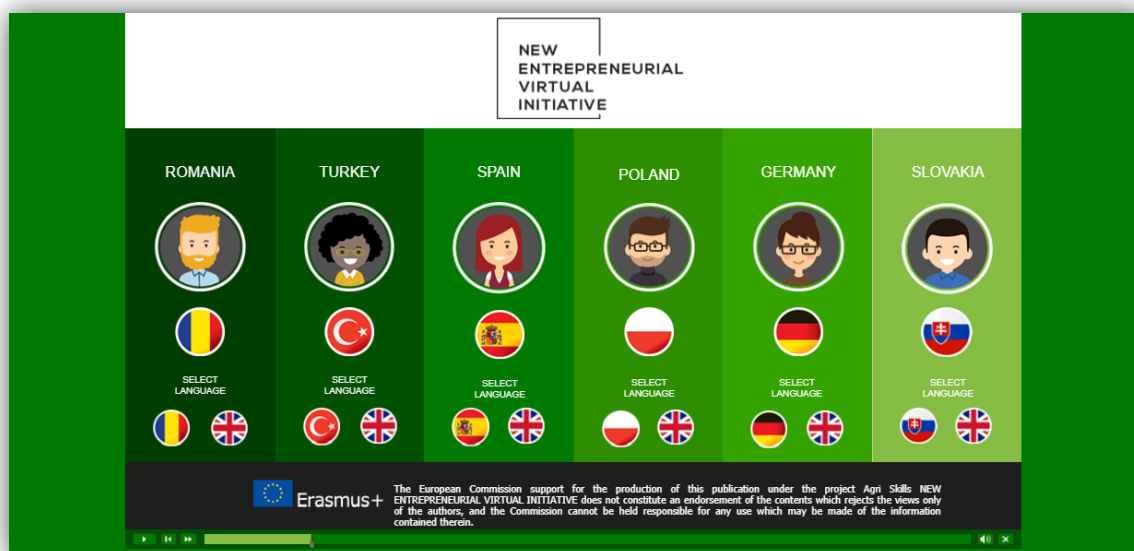 NEW
ENTREPRENEURIAL
VIRTUAL
INITIATIVE
ROMANIA
TURKEY
SPAIN
POLAND
GERMANY
SLOVAKIA
SELECT
LANGUAGE
SELECT
LANGUAGE
SELECT
LANGUAGE
SELECT
LANGUAGE
SELECT
LANGUAGE
SELECT
LANGUAGE
Erasmus+
The European Commission support for the production of this publication under the project Agri Skills NEW
ENTREPRENEURIAL VIRTUAL INITIATIVE does not constitute an endorsement of the contents which rejects the views only
of the authors, and the Commission cannot be held responsible for any use which may be made of the information
contained therein.